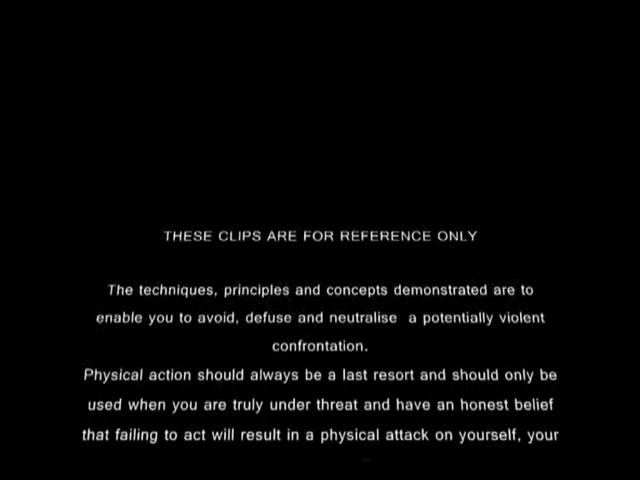 THESE CLIPS ARE FOR REFERENCE ONLY
The techniques, principles and concepts demonstrated are to
enable you to avoid, defuse and neutralise a potentially violent
confrontation.
Physical action should always be a last resort and should only be
used when you are truly under threat and have an honest belief
that failing to act will result in a physical attack on yourself, your